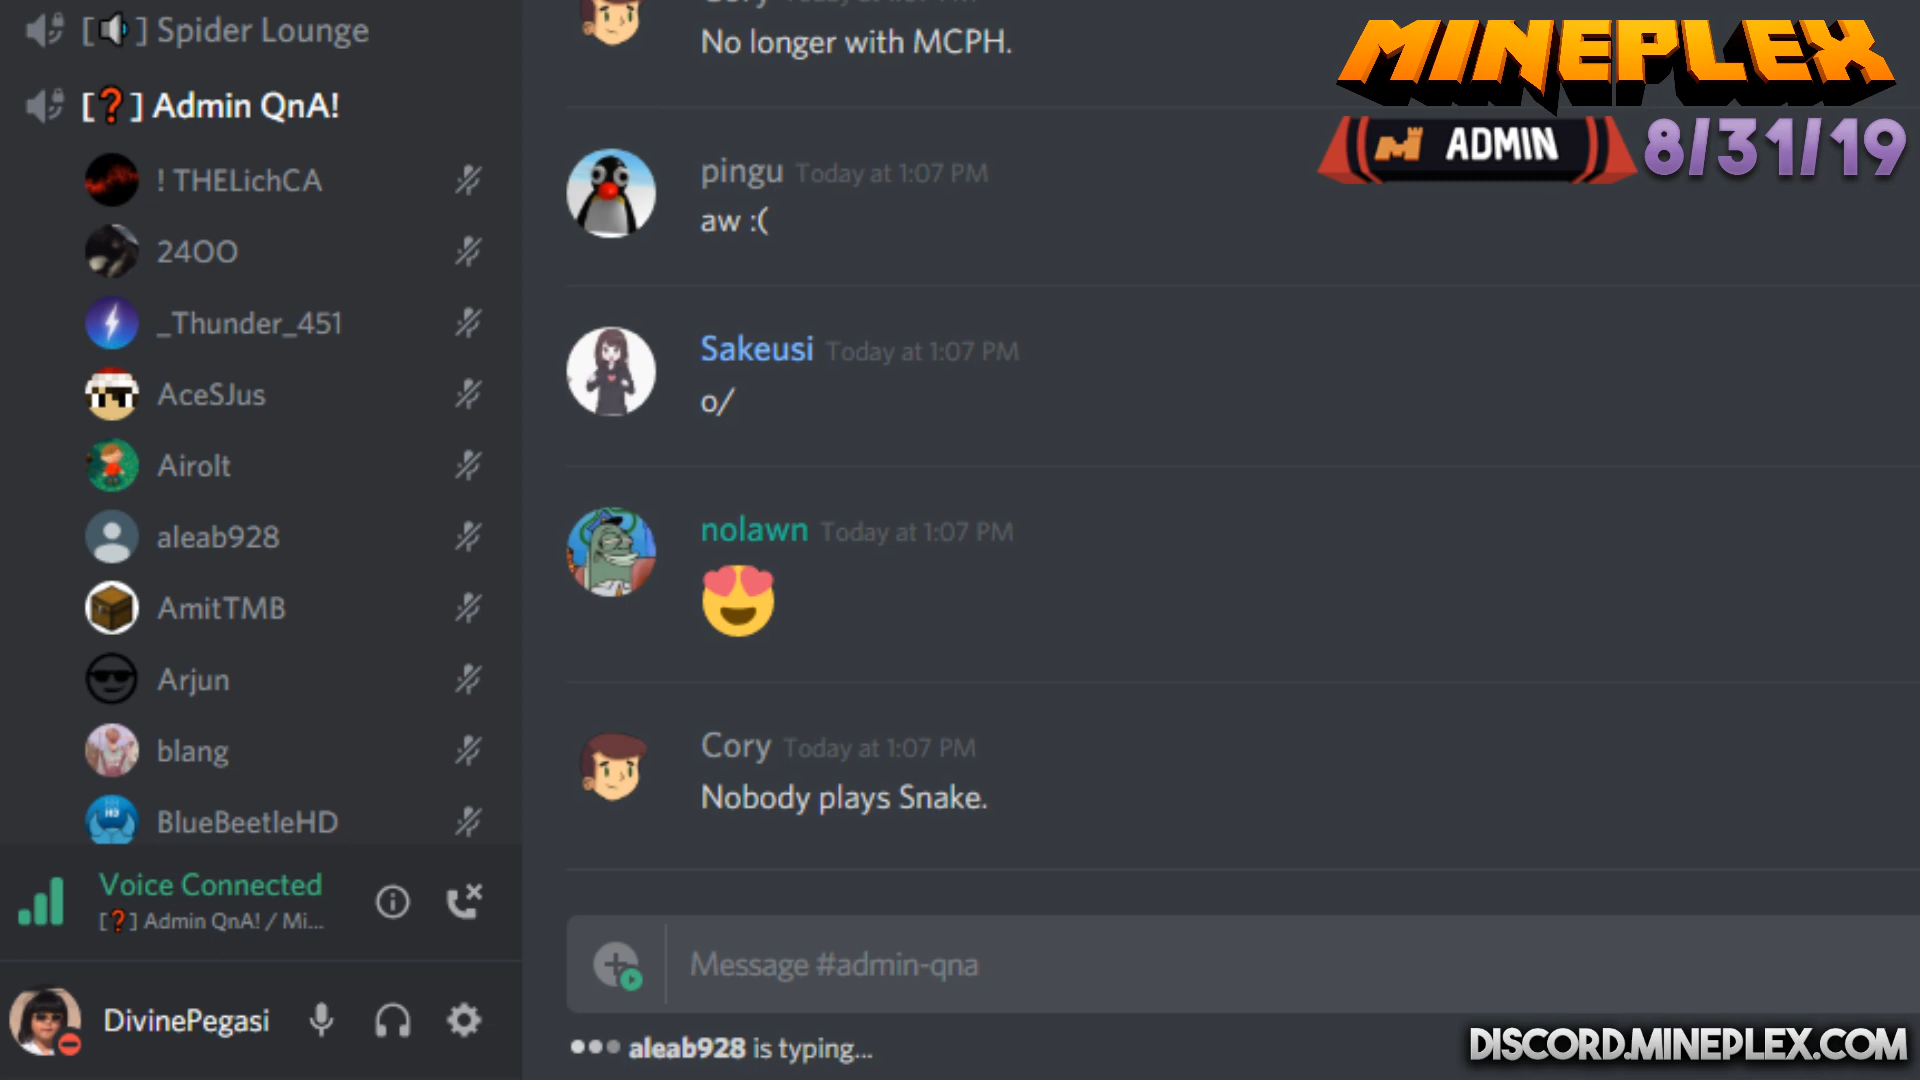 [🔈] Spider Lounge
[❓] Admin QnA!
! THELichCA
24OO
_Thunder_451
AceSJus
Airolt
aleab928
AmitTMB
Arjun
blang
BlueBeetleHD
Voice Connected
[❓] Admin QnA! / Mi...
DivinePegasi
No longer with MCPH.
pingu Today at 1:07 PM
aw :(
Sakeusi Today at 1:07 PM
o/
nolawn Today at 1:07 PM
😍
Cory Today at 1:07 PM
Nobody plays Snake.
Message #admin-qna
aleab928 is typing...
MINEPLEX
ADMIN 8/31/19
DISCORD.MINEPLEX.COM